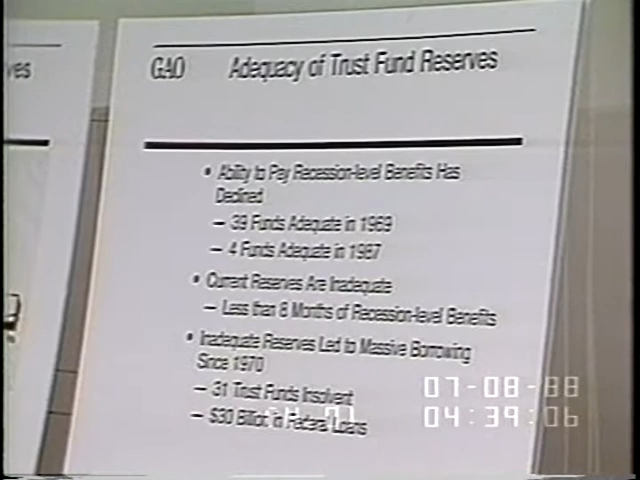 ves
GAO Adequacy of Trust Fund Reserves
• Ability to Pay Recession-level Benefits Has
Declined
– 39 Funds Adequate in 1969
– 4 Funds Adequate in 1987
• Current Reserves Are Inadequate
– Less than 8 Months of Recession-level Benefits
• Inadequate Reserves Led to Massive Borrowing
Since 1970
– 31 Trust Funds Insolvent
– $30 Billion in Federal Loans
07-08-88
04:39:06